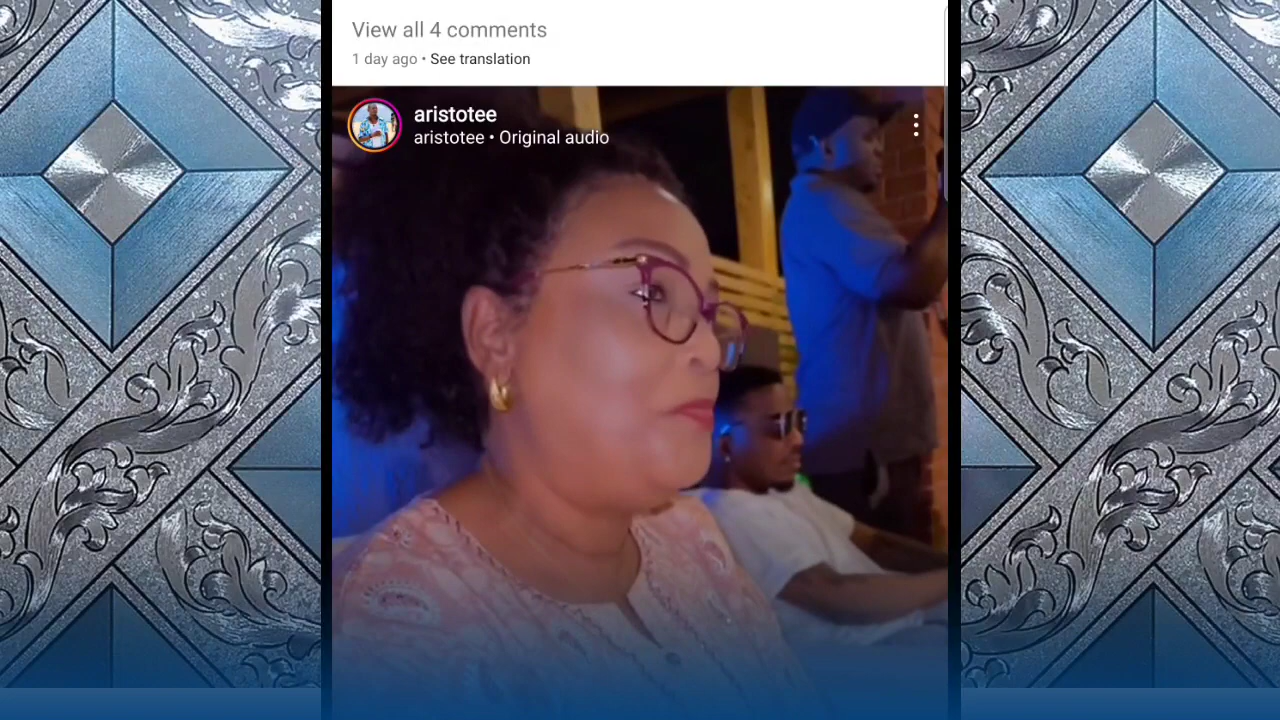 View all 4 comments
1 day ago • See translation
aristotee
aristotee • Original audio